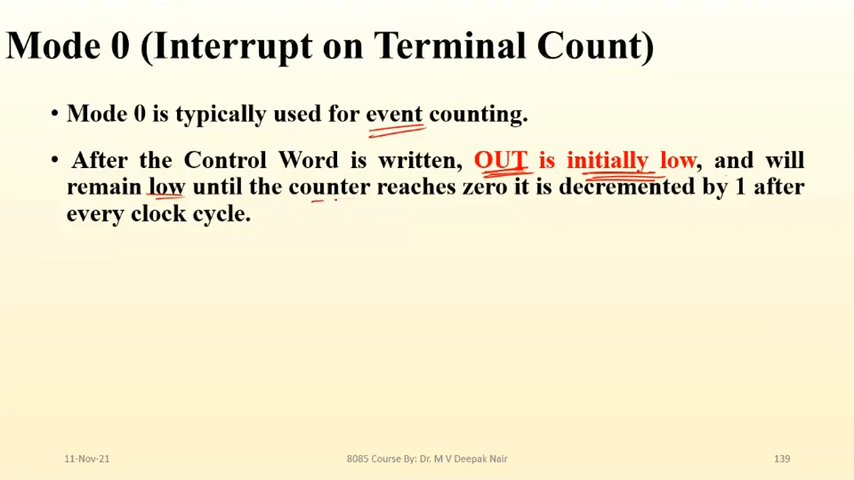 Mode 0 (Interrupt on Terminal Count)
• Mode 0 is typically used for event counting.
• After the Control Word is written, OUT is initially low, and will
remain low until the counter reaches zero it is decremented by 1 after
every clock cycle.
11-Nov-21
8085 Course By: Dr. M V Deepak Nair
139